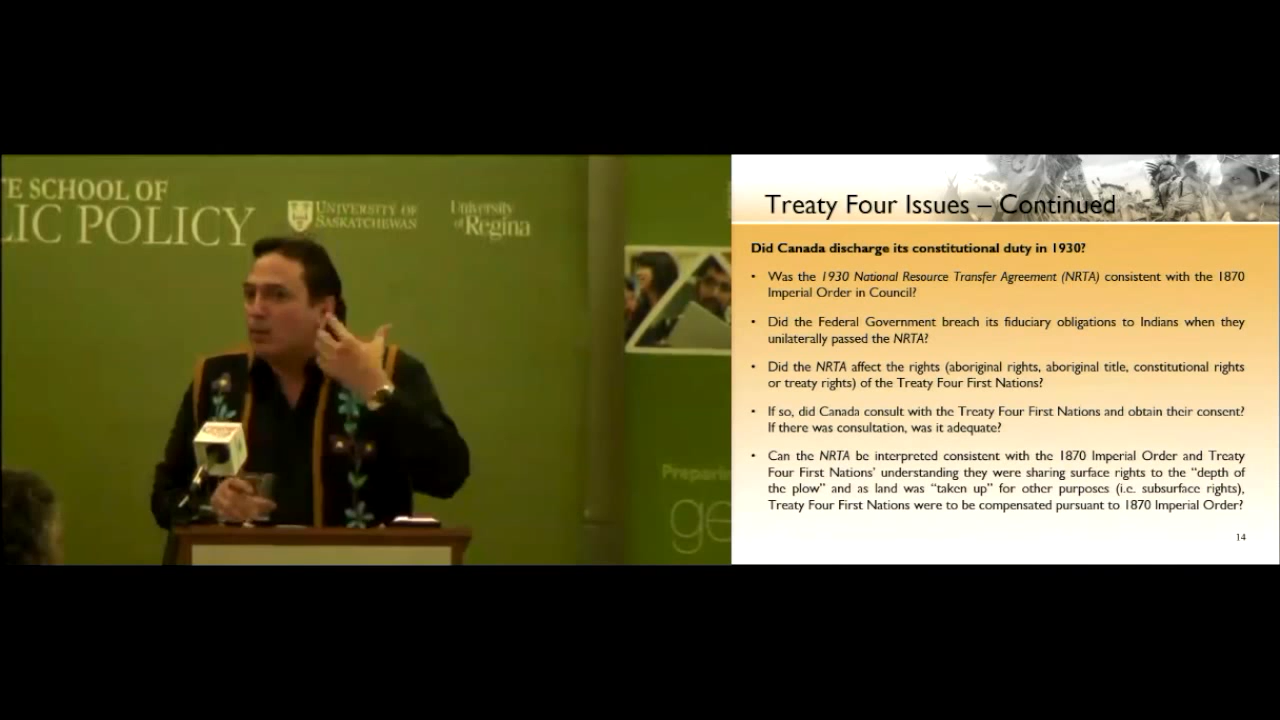 E SCHOOL OF
LIC POLICY
UNIVERSITY OF
SASKATCHEWAN
University
of Regina
Preparin
ge
Treaty Four Issues – Continued
Did Canada discharge its constitutional duty in 1930?
• Was the 1930 National Resource Transfer Agreement (NRTA) consistent with the 1870
Imperial Order in Council?
• Did the Federal Government breach its fiduciary obligations to Indians when they
unilaterally passed the NRTA?
• Did the NRTA affect the rights (aboriginal rights, aboriginal title, constitutional rights
or treaty rights) of the Treaty Four First Nations?
• If so, did Canada consult with the Treaty Four First Nations and obtain their consent?
If there was consultation, was it adequate?
• Can the NRTA be interpreted consistent with the 1870 Imperial Order and Treaty
Four First Nations' understanding they were sharing surface rights to the “depth of
the plow” and as land was “taken up” for other purposes (i.e. subsurface rights),
Treaty Four First Nations were to be compensated pursuant to 1870 Imperial Order?
14